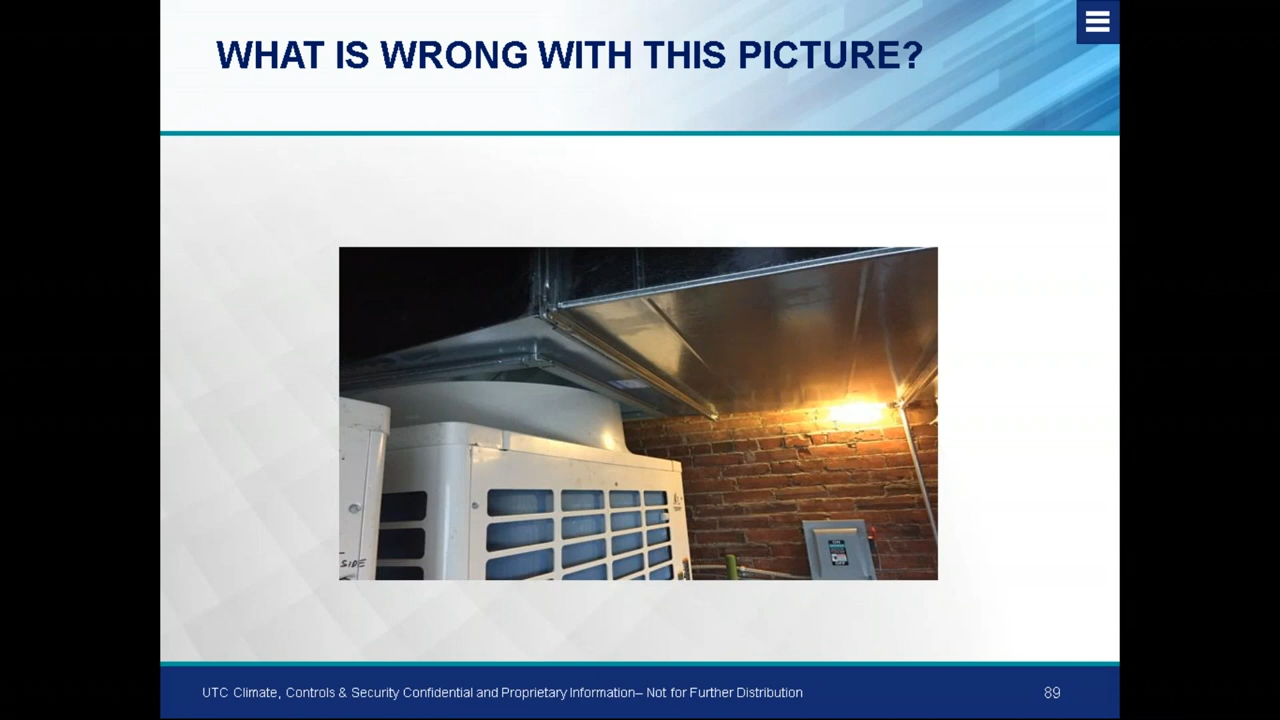 WHAT IS WRONG WITH THIS PICTURE?
SIDE
OFF
UTC Climate, Controls & Security Confidential and Proprietary Information– Not for Further Distribution
89